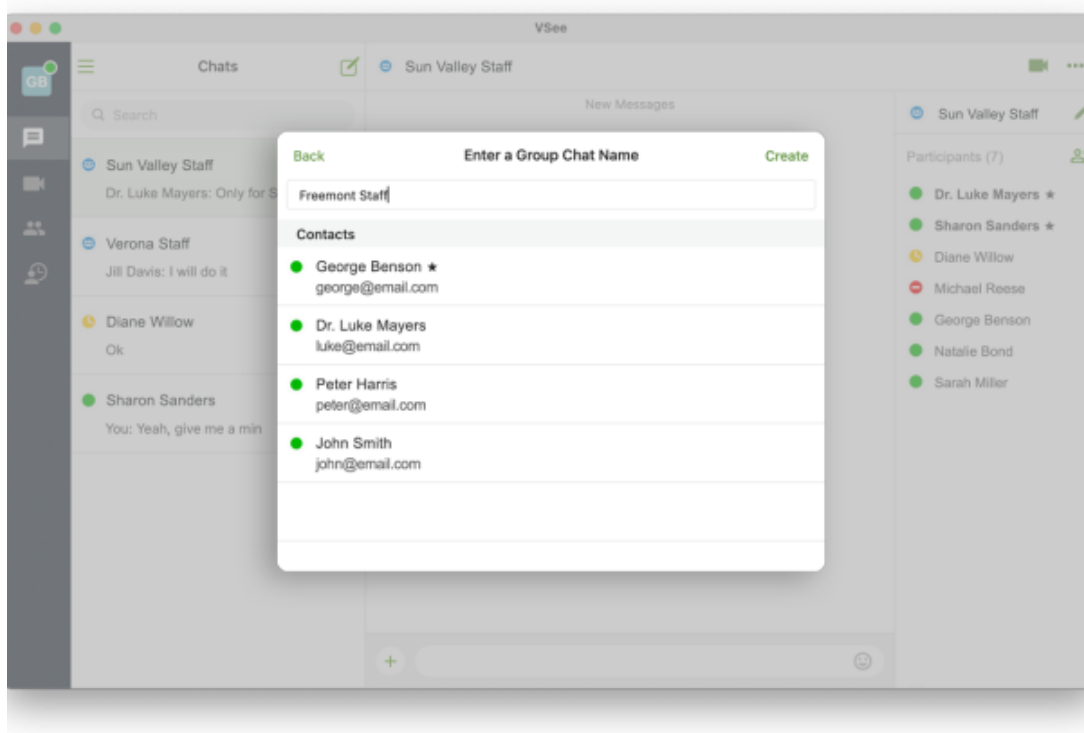 VSee
GB
Chats
Search
Sun Valley Staff
Dr. Luke Mayers: Only for S
Verona Staff
Jill Davis: I will do it
Diane Willow
Ok
Sharon Sanders
You: Yeah, give me a min
Sun Valley Staff
New Messages
Back
Enter a Group Chat Name
Create
Freemont Staff
Contacts
George Benson ★
george@email.com
Dr. Luke Mayers
luke@email.com
Peter Harris
peter@email.com
John Smith
john@email.com
Sun Valley Staff
Participants (7)
Dr. Luke Mayers ★
Sharon Sanders ★
Diane Willow
Michael Reese
George Benson
Natalie Bond
Sarah Miller